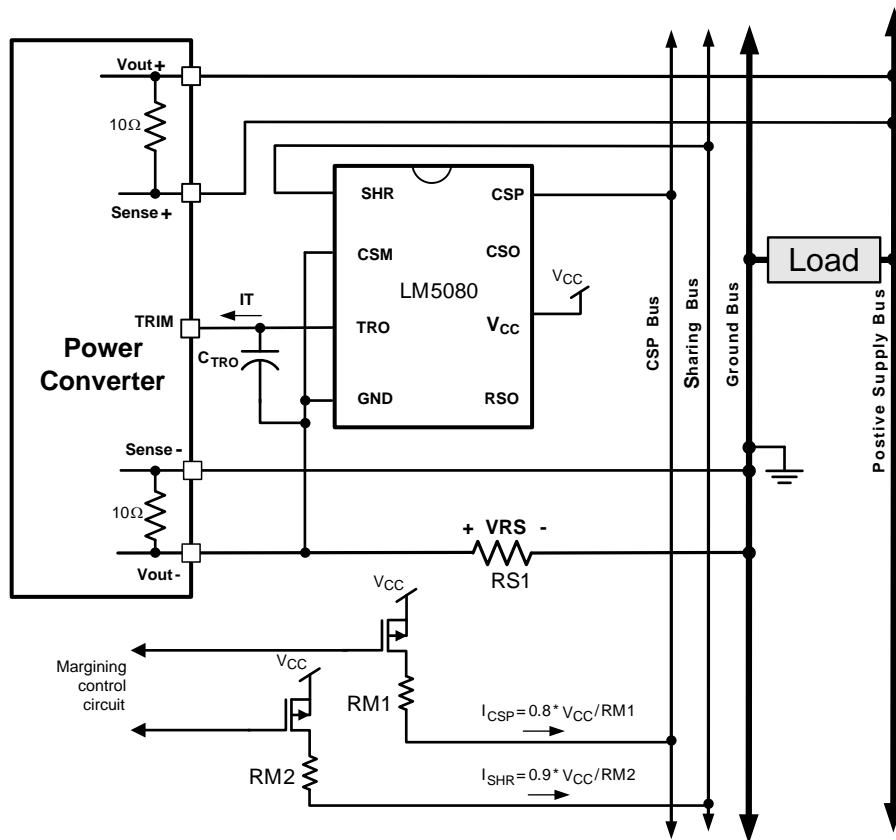 Vout+
10Ω
Sense+
SHR
CSP
CSM
CSO
LM5080
VCC
IT
TRIM
TRO
VCC
Power
Converter
CTRO
GND
RSO
Load
CSP Bus
Sharing Bus
Ground Bus
Postive Supply Bus
Sense-
10Ω
+ VRS -
Vout-
RS1
VCC
Margining
control
circuit
VCC
RM1
ICSP=0.8* VCC/RM1
RM2
ISHR=0.9* VCC/RM2